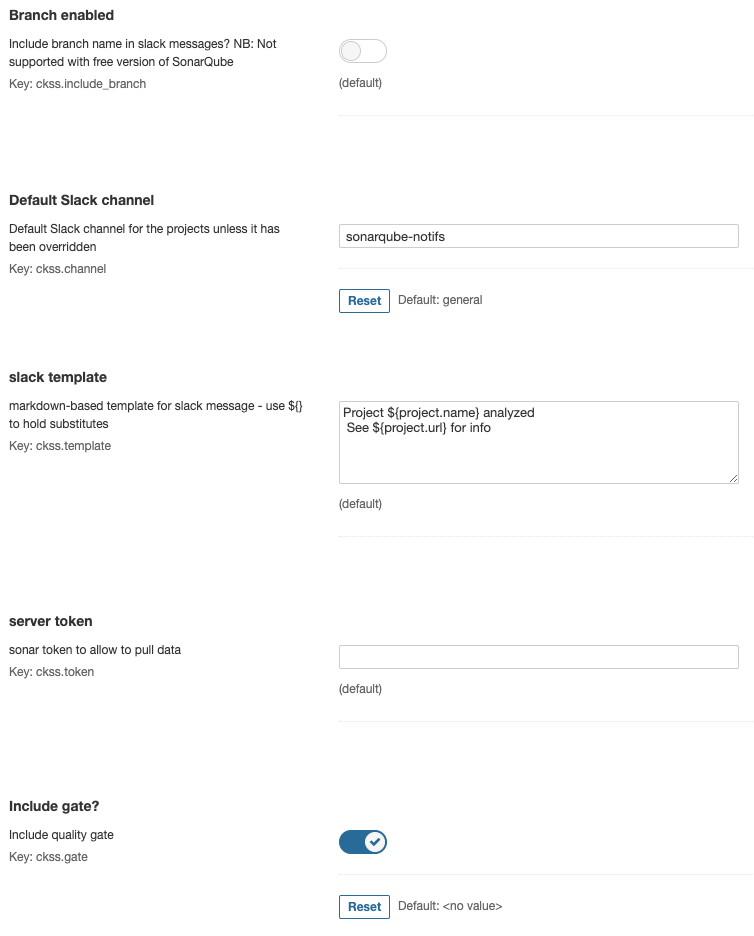 Branch enabled
Include branch name in slack messages? NB: Not
supported with free version of SonarQube
Key: ckss.include_branch
(default)
Default Slack channel
Default Slack channel for the projects unless it has
been overridden
Key: ckss.channel
sonarqube-notifs
Reset Default: general
slack template
markdown-based template for slack message - use ${}
to hold substitutes
Key: ckss.template
Project ${project.name} analyzed
See ${project.url} for info
(default)
server token
sonar token to allow to pull data
Key: ckss.token
(default)
Include gate?
Include quality gate
Key: ckss.gate
Reset Default: <no value>